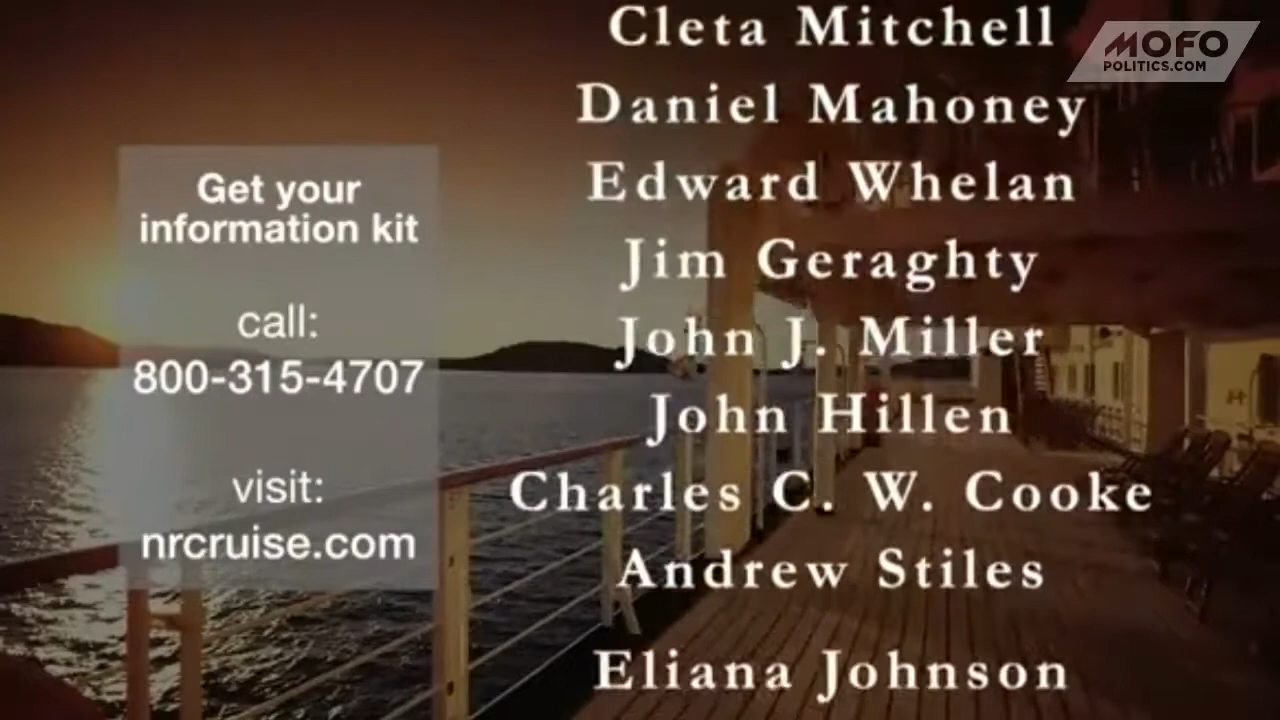 Cleta Mitchell
MOFO
POLITICS.COM
Daniel Mahoney
Edward Whelan
Jim Geraghty
John J. Miller
John Hillen
Charles C. W. Cooke
Andrew Stiles
Eliana Johnson
Get your
information kit
call:
800-315-4707
visit:
nrcruise.com